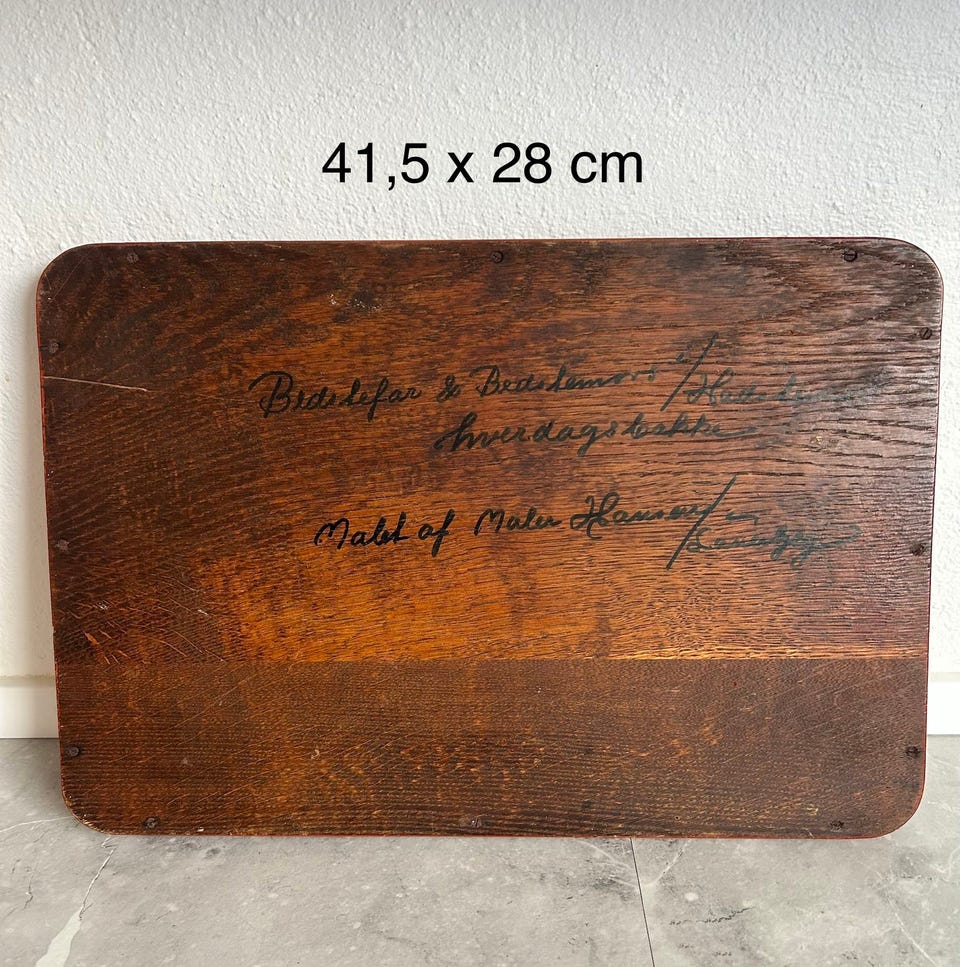 41,5 x 28 cm
Bedstefar & Bedstemors i/
hverdagsbakke
Malet af Maler Hansen/